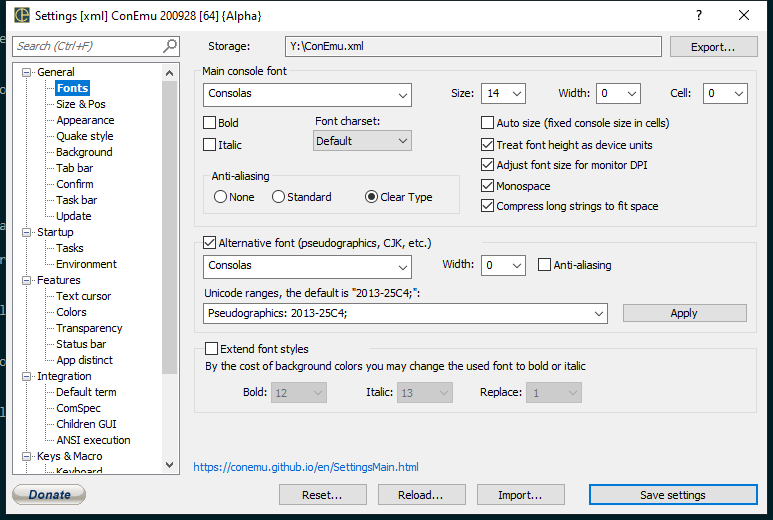 Settings [xml] ConEmu 200928 [64] {Alpha}
?
Search (Ctrl+F)
Storage:
Y:\ConEmu.xml
Export...
General
Fonts
Size & Pos
Appearance
Quake style
Background
Tab bar
Confirm
Task bar
Update
Startup
Tasks
Environment
Features
Text cursor
Colors
Transparency
Status bar
App distinct
Integration
Default term
ComSpec
Children GUI
ANSI execution
Keys & Macro
Keyboard
Main console font
Consolas
Size: 14
Width: 0
Cell: 0
Bold
Italic
Font charset:
Default
Auto size (fixed console size in cells)
Treat font height as device units
Adjust font size for monitor DPI
Monospace
Compress long strings to fit space
Anti-aliasing
None
Standard
Clear Type
Alternative font (pseudographics, CJK, etc.)
Consolas
Width: 0
Anti-aliasing
Unicode ranges, the default is "2013-25C4;":
Pseudographics: 2013-25C4;
Apply
Extend font styles
By the cost of background colors you may change the used font to bold or italic
Bold: 12
Italic: 13
Replace: 1
https://conemu.github.io/en/SettingsMain.html
Donate
Reset...
Reload...
Import...
Save settings